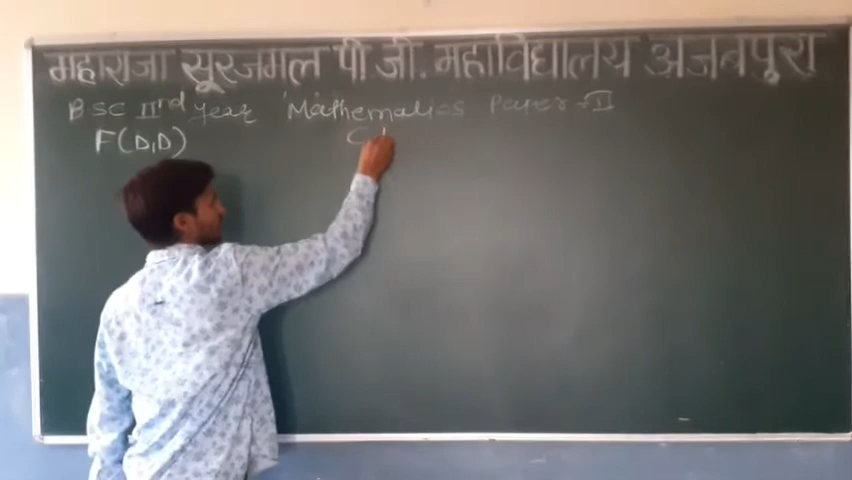 महाराजा सूरजमल पी.जी. महाविद्यालय अजबपुरा
BSC IInd Year Mathematics Paper-II
F(D,D)